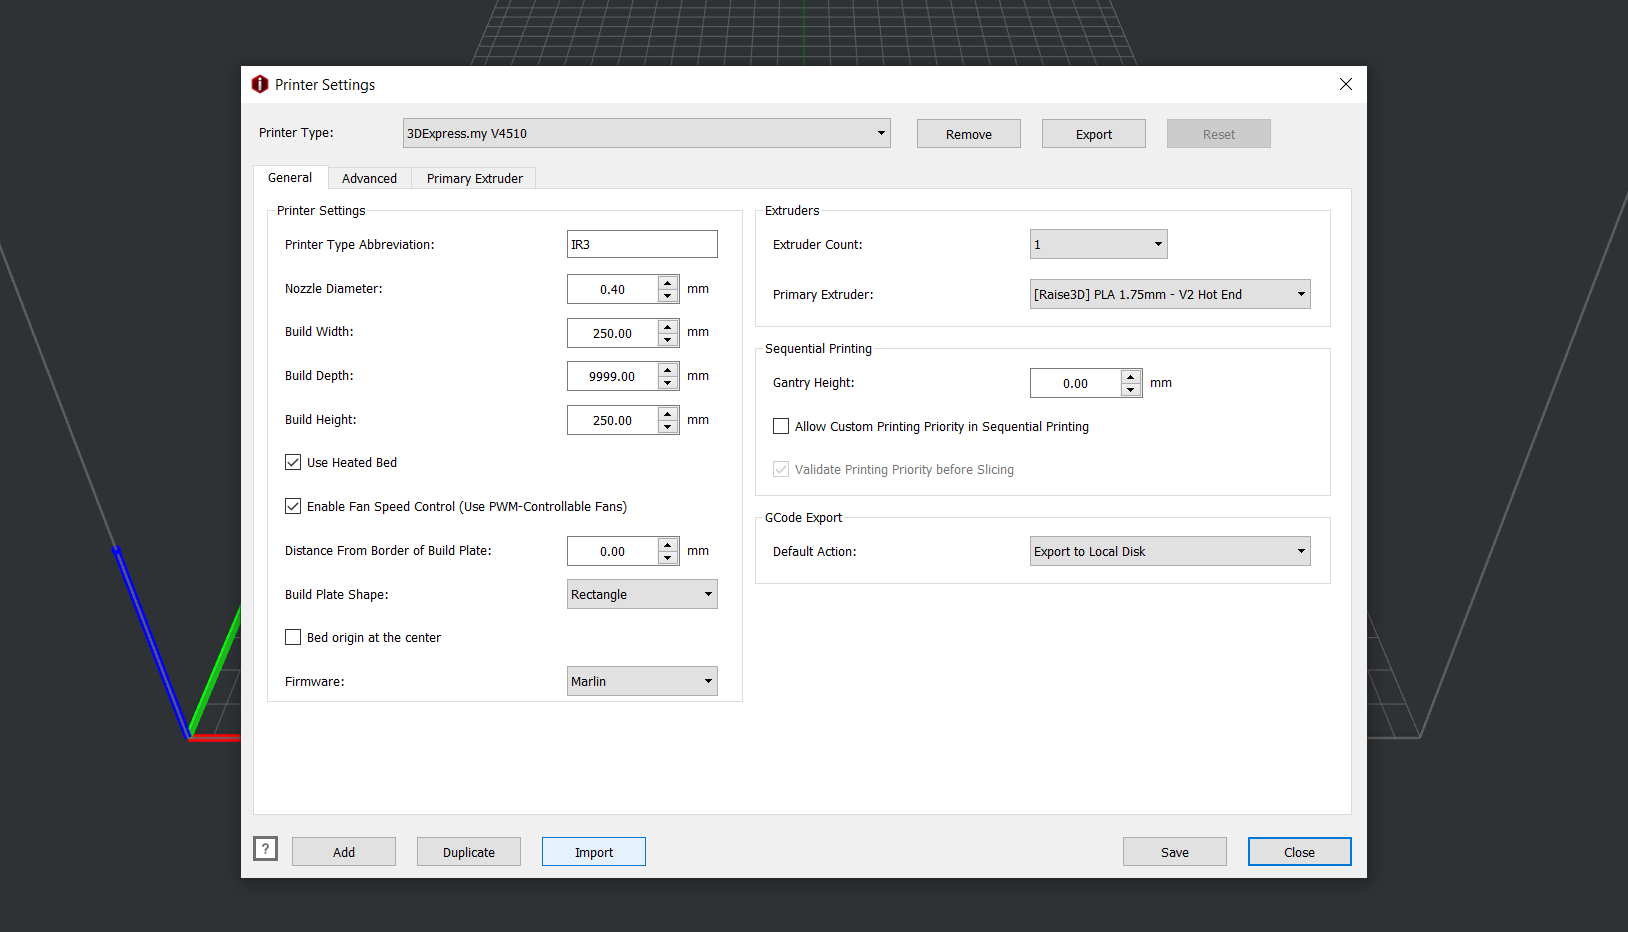 Printer Settings
Printer Type:
3DExpress.my V4510
Remove
Export
Reset
General
Advanced
Primary Extruder
Printer Settings
Printer Type Abbreviation:
IR3
Nozzle Diameter:
0.40
mm
Build Width:
250.00
mm
Build Depth:
9999.00
mm
Build Height:
250.00
mm
Use Heated Bed
Enable Fan Speed Control (Use PWM-Controllable Fans)
Distance From Border of Build Plate:
0.00
mm
Build Plate Shape:
Rectangle
Bed origin at the center
Firmware:
Marlin
Extruders
Extruder Count:
1
Primary Extruder:
[Raise3D] PLA 1.75mm - V2 Hot End
Sequential Printing
Gantry Height:
0.00
mm
Allow Custom Printing Priority in Sequential Printing
Validate Printing Priority before Slicing
GCode Export
Default Action:
Export to Local Disk
?
Add
Duplicate
Import
Save
Close